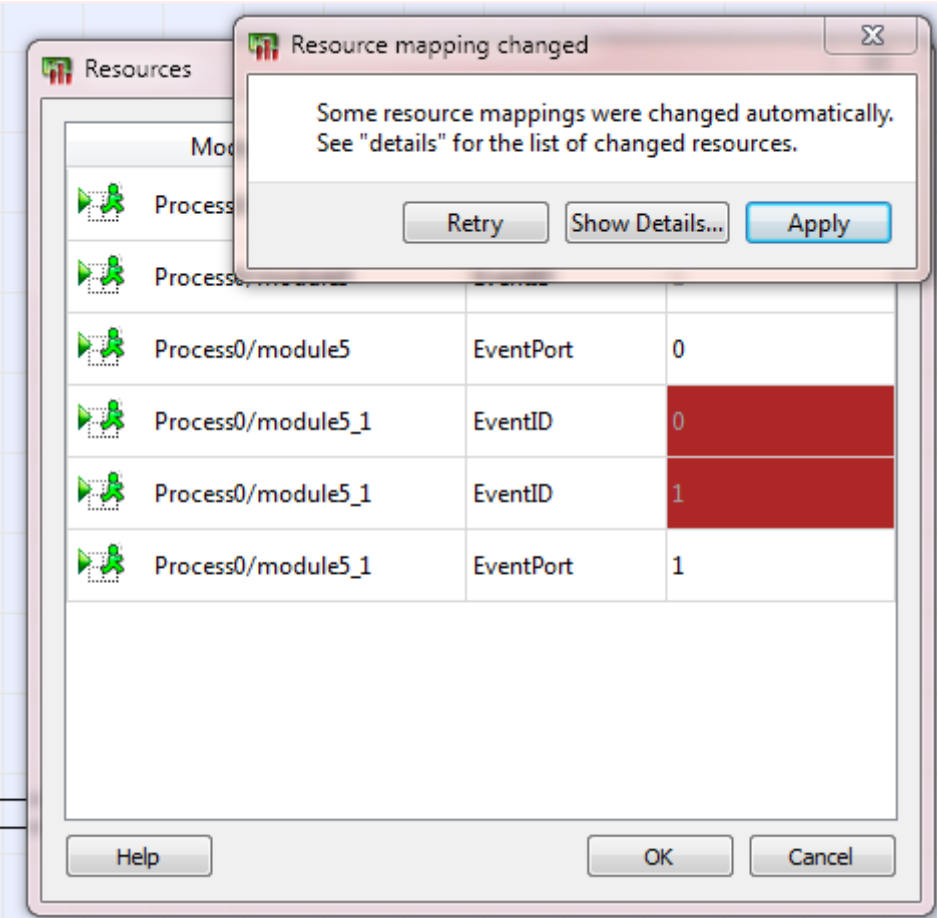 Resources
Resource mapping changed
Some resource mappings were changed automatically.
See "details" for the list of changed resources.
Retry Show Details... Apply
Process0/module5 EventPort 0
Process0/module5_1 EventID 0
Process0/module5_1 EventID 1
Process0/module5_1 EventPort 1
Help OK Cancel